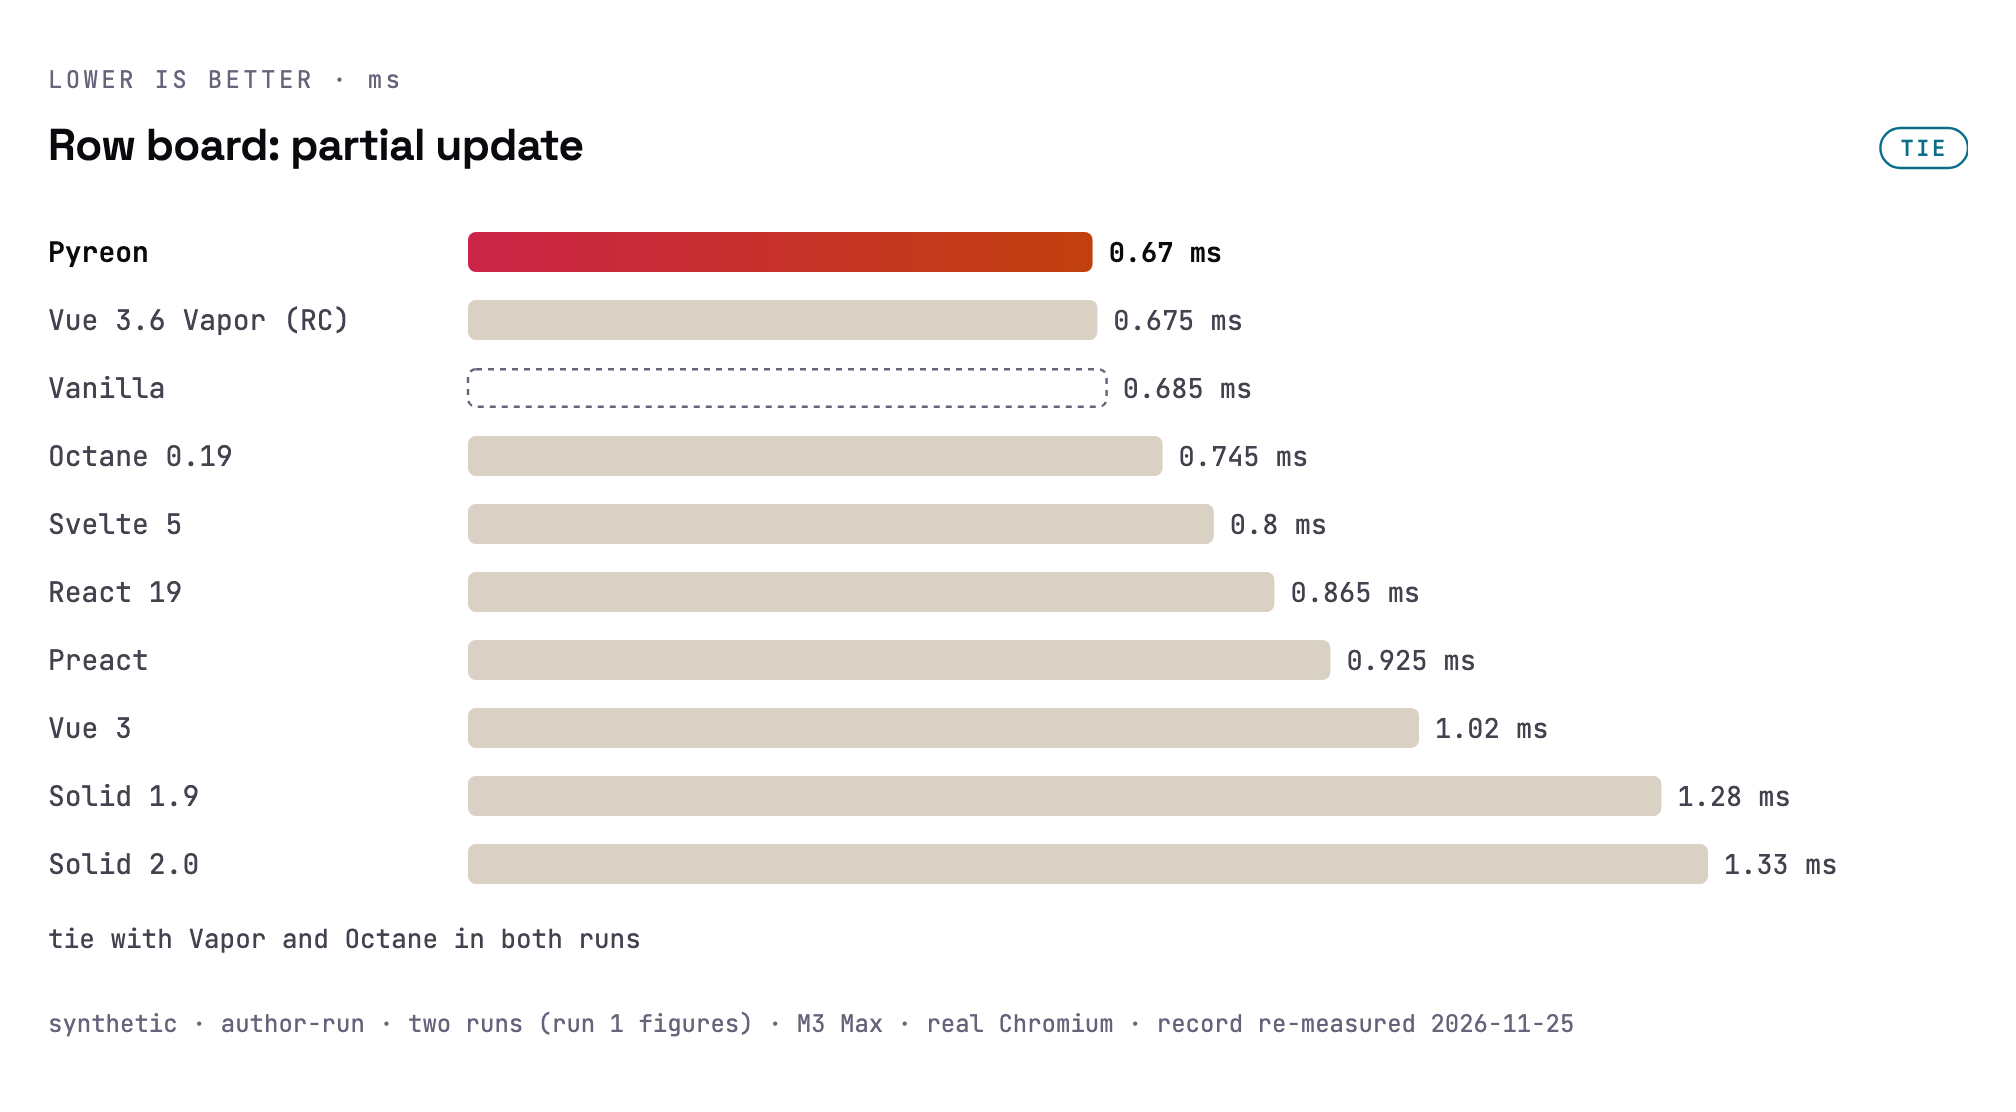 LOWER IS BETTER · ms
Row board: partial update
TIE
Pyreon 0.67 ms
Vue 3.6 Vapor (RC) 0.675 ms
Vanilla 0.685 ms
Octane 0.19 0.745 ms
Svelte 5 0.8 ms
React 19 0.865 ms
Preact 0.925 ms
Vue 3 1.02 ms
Solid 1.9 1.28 ms
Solid 2.0 1.33 ms
tie with Vapor and Octane in both runs
synthetic · author-run · two runs (run 1 figures) · M3 Max · real Chromium · record re-measured 2026-11-25